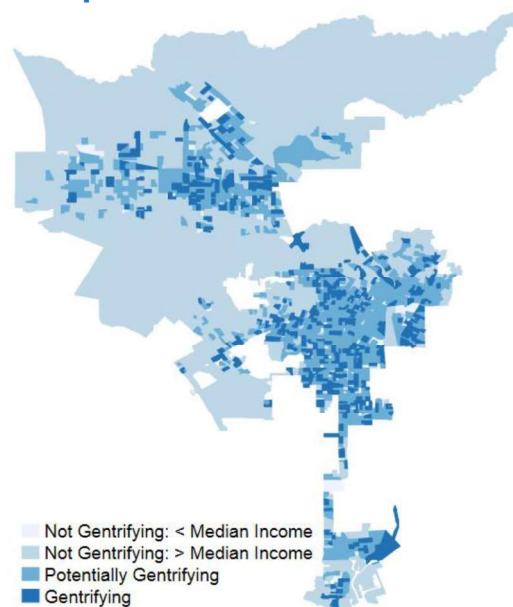 Not Gentrifying: < Median Income
Not Gentrifying: > Median Income
Potentially Gentrifying
Gentrifying